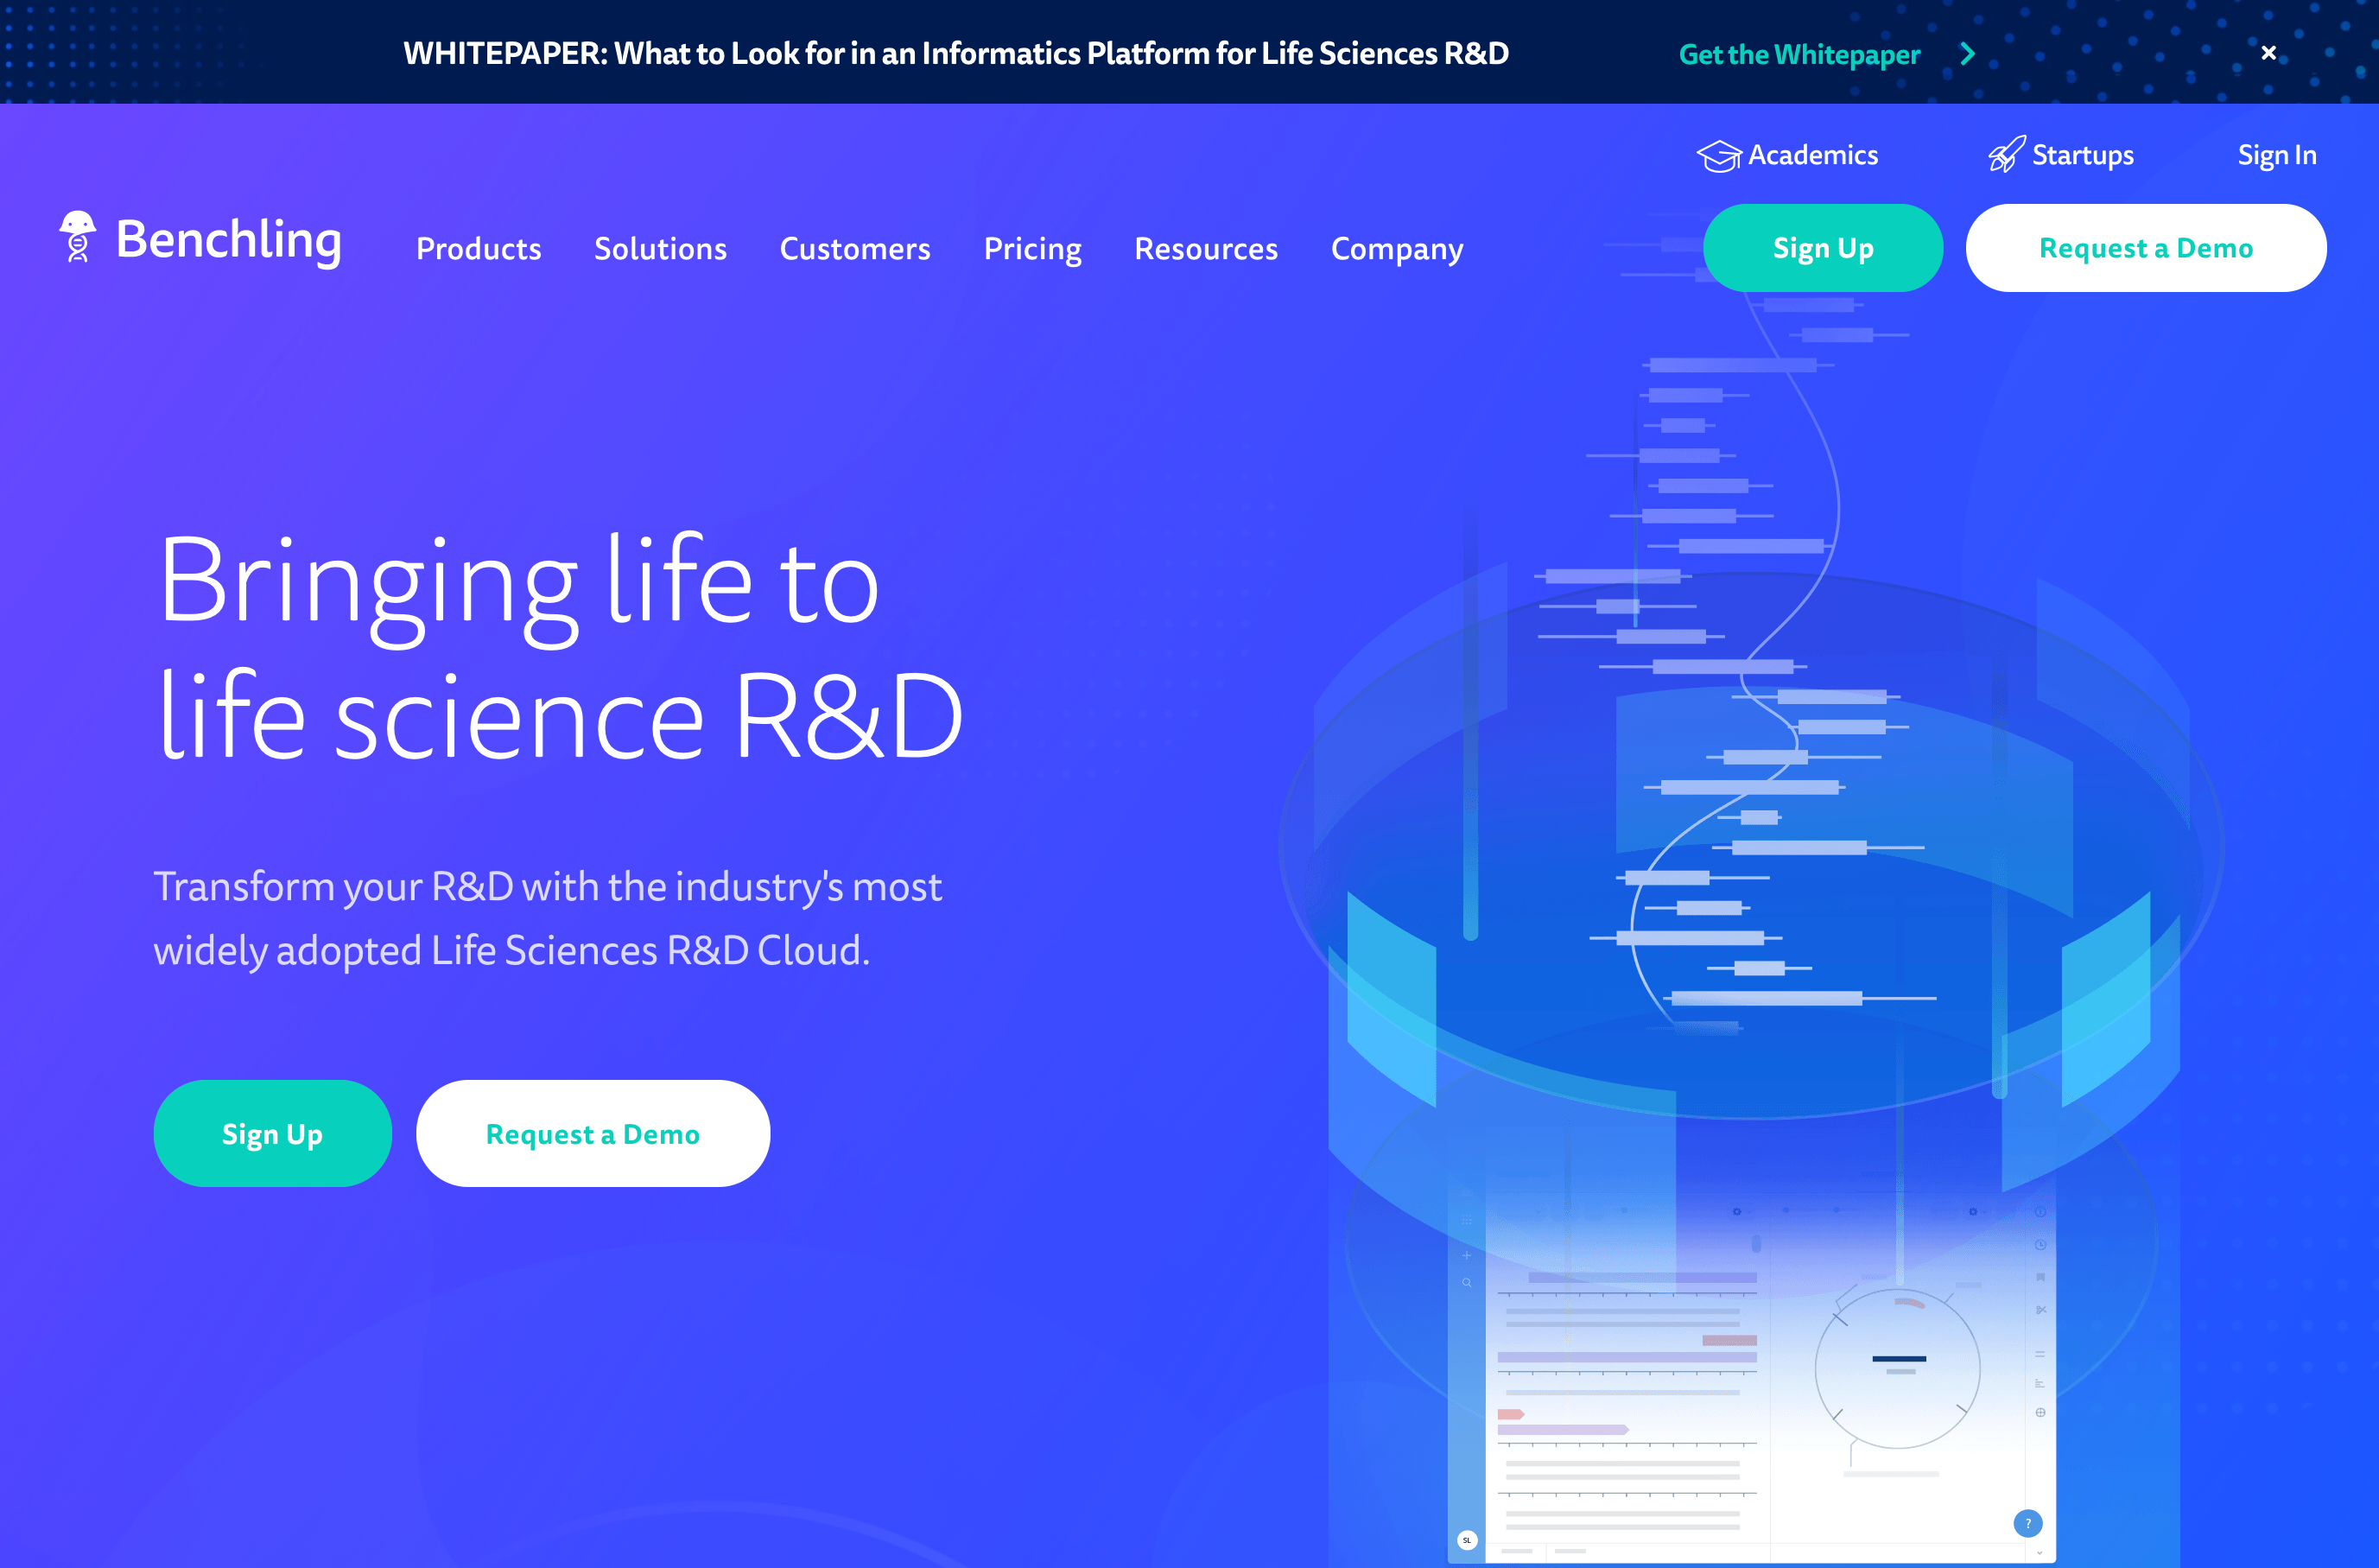 WHITEPAPER: What to Look for in an Informatics Platform for Life Sciences R&D
Get the Whitepaper
Academics
Startups
Sign In
Benchling
Products
Solutions
Customers
Pricing
Resources
Company
Sign Up
Request a Demo
Bringing life to
life science R&D
Transform your R&D with the industry's most
widely adopted Life Sciences R&D Cloud.
Sign Up
Request a Demo
SL
?